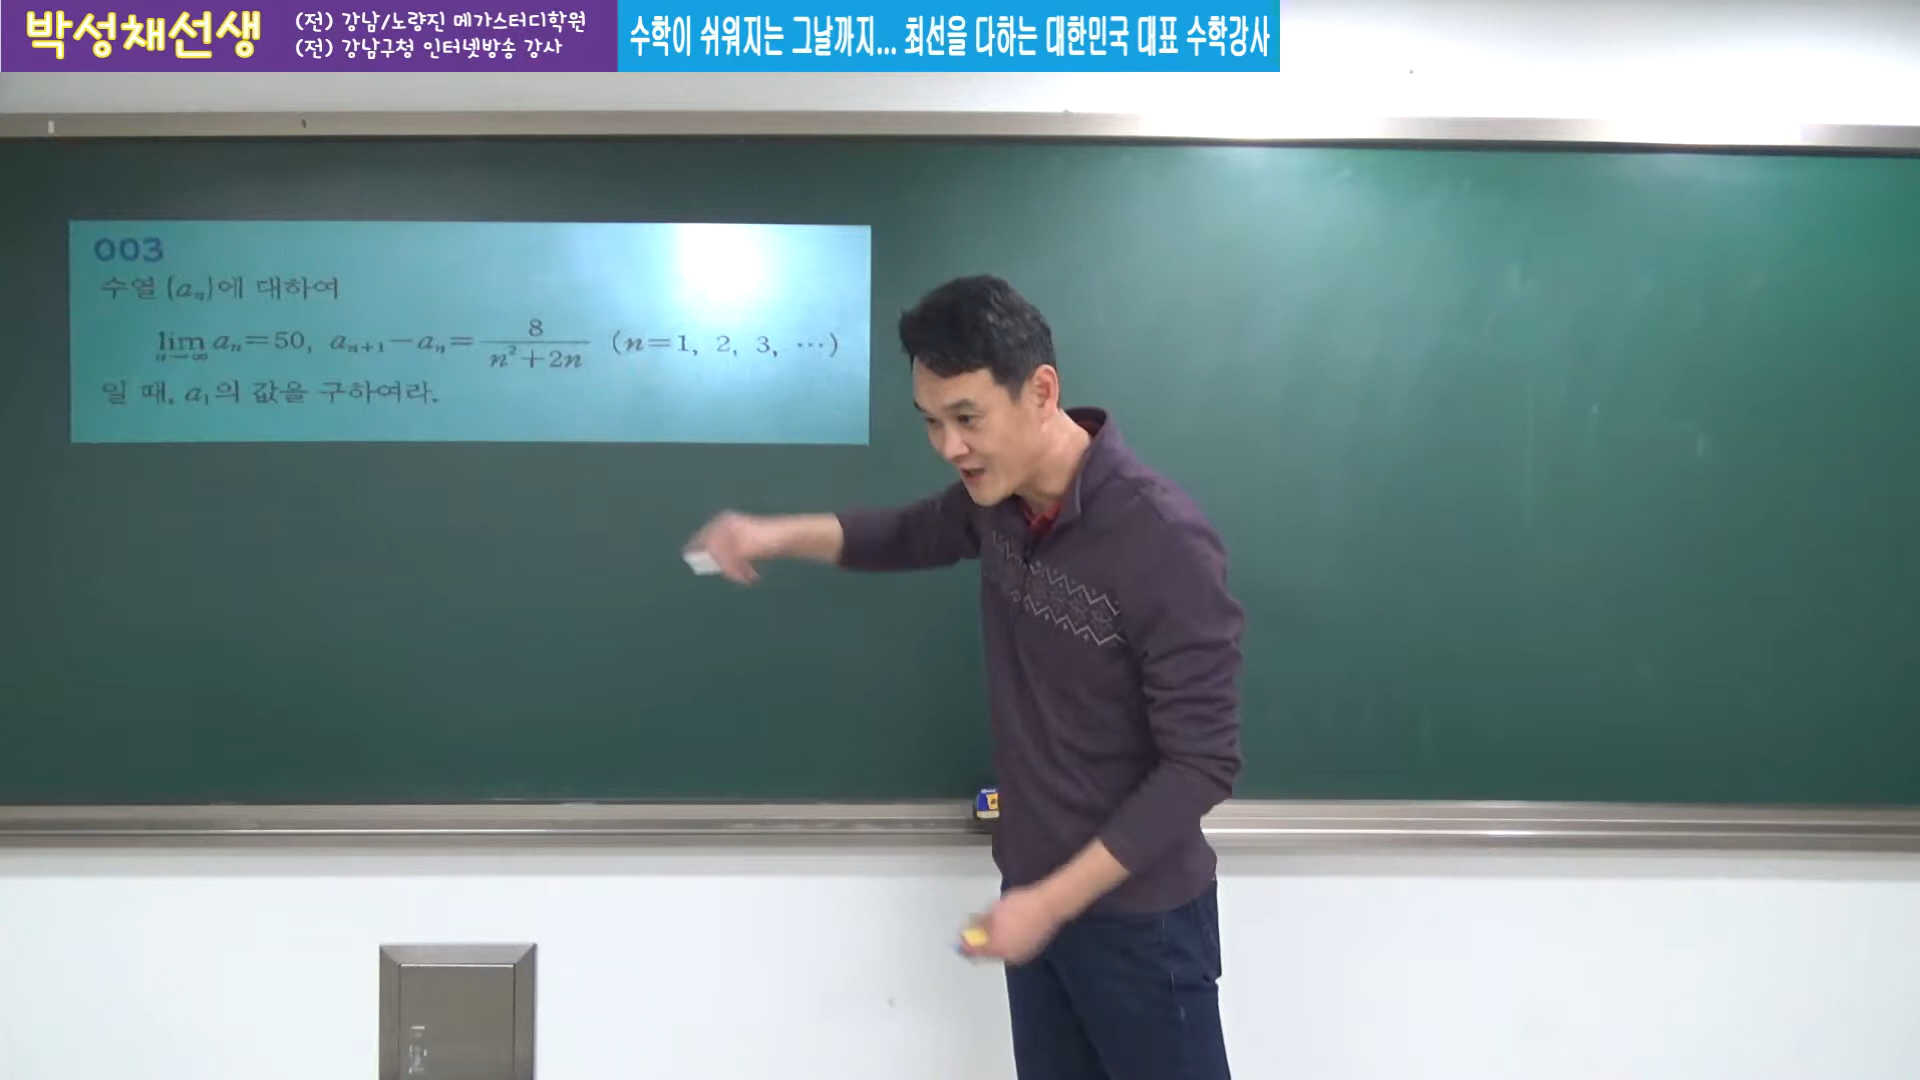 박성채선생
(전) 강남/노량진 메가스터디학원
(전) 강남구청 인터넷방송 강사
수학이 쉬워지는 그날까지... 최선을 다하는 대한민국 대표 수학강사
003
수열 {aₙ}에 대하여
lim_{n→∞} aₙ=50, aₙ₊₁−aₙ=8/(n²+2n) (n=1, 2, 3, ⋯)
일 때, a₁의 값을 구하여라.